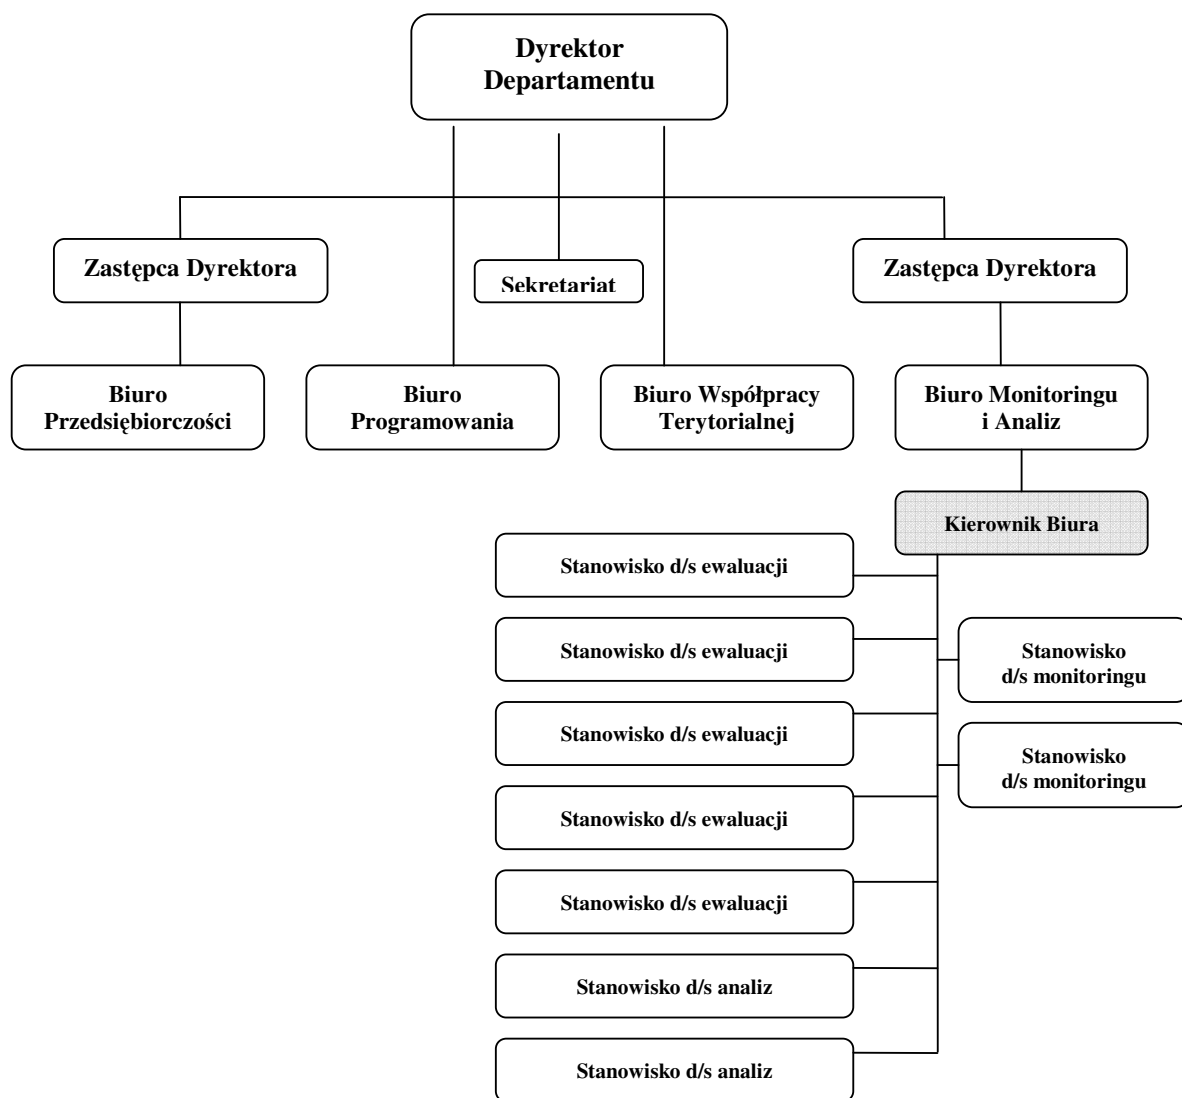 Dyrektor
Departamentu
Zastępca Dyrektora
Sekretariat
Zastępca Dyrektora
Biuro
Przedsiębiorczości
Biuro
Programowania
Biuro Współpracy
Terytorialnej
Biuro Monitoringu
i Analiz
Kierownik Biura
Stanowisko d/s ewaluacji
Stanowisko d/s ewaluacji
Stanowisko
d/s monitoringu
Stanowisko d/s ewaluacji
Stanowisko
d/s monitoringu
Stanowisko d/s ewaluacji
Stanowisko d/s ewaluacji
Stanowisko d/s analiz
Stanowisko d/s analiz